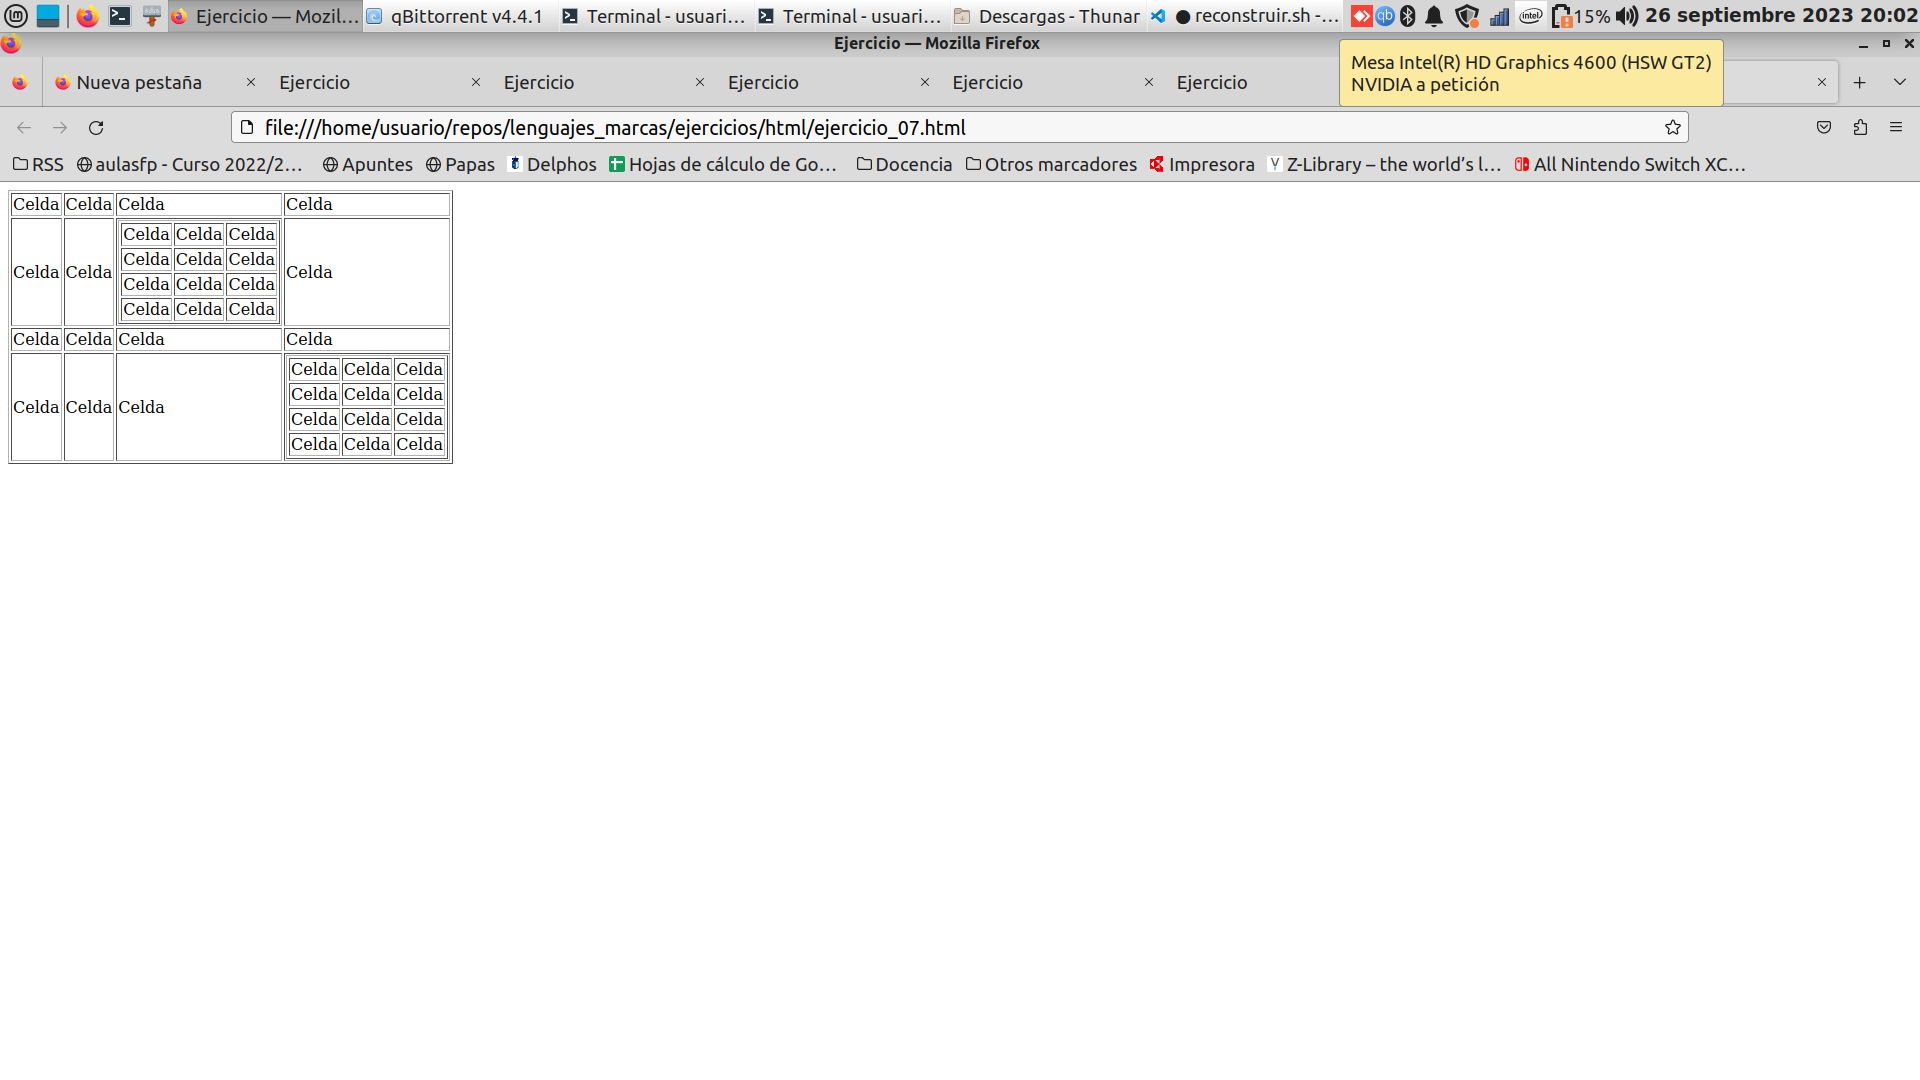 Ejercicio — Mozil... qBittorrent v4.4.1 Terminal - usuari... Terminal - usuari... Descargas - Thunar reconstruir.sh -... qb intel 15% 26 septiembre 2023 20:02
Ejercicio — Mozilla Firefox
Mesa Intel(R) HD Graphics 4600 (HSW GT2)
NVIDIA a petición
Nueva pestaña Ejercicio Ejercicio Ejercicio Ejercicio Ejercicio
file:///home/usuario/repos/lenguajes_marcas/ejercicios/html/ejercicio_07.html
RSS aulasfp - Curso 2022/2... Apuntes Papas Delphos Hojas de cálculo de Go... Docencia Otros marcadores Impresora Z-Library – the world’s l... All Nintendo Switch XC...
Celda Celda Celda Celda
Celda Celda Celda
Celda Celda Celda
Celda Celda Celda
Celda Celda Celda
Celda Celda Celda
Celda Celda Celda Celda
Celda Celda Celda
Celda Celda Celda
Celda Celda Celda
Celda Celda Celda
Celda Celda Celda